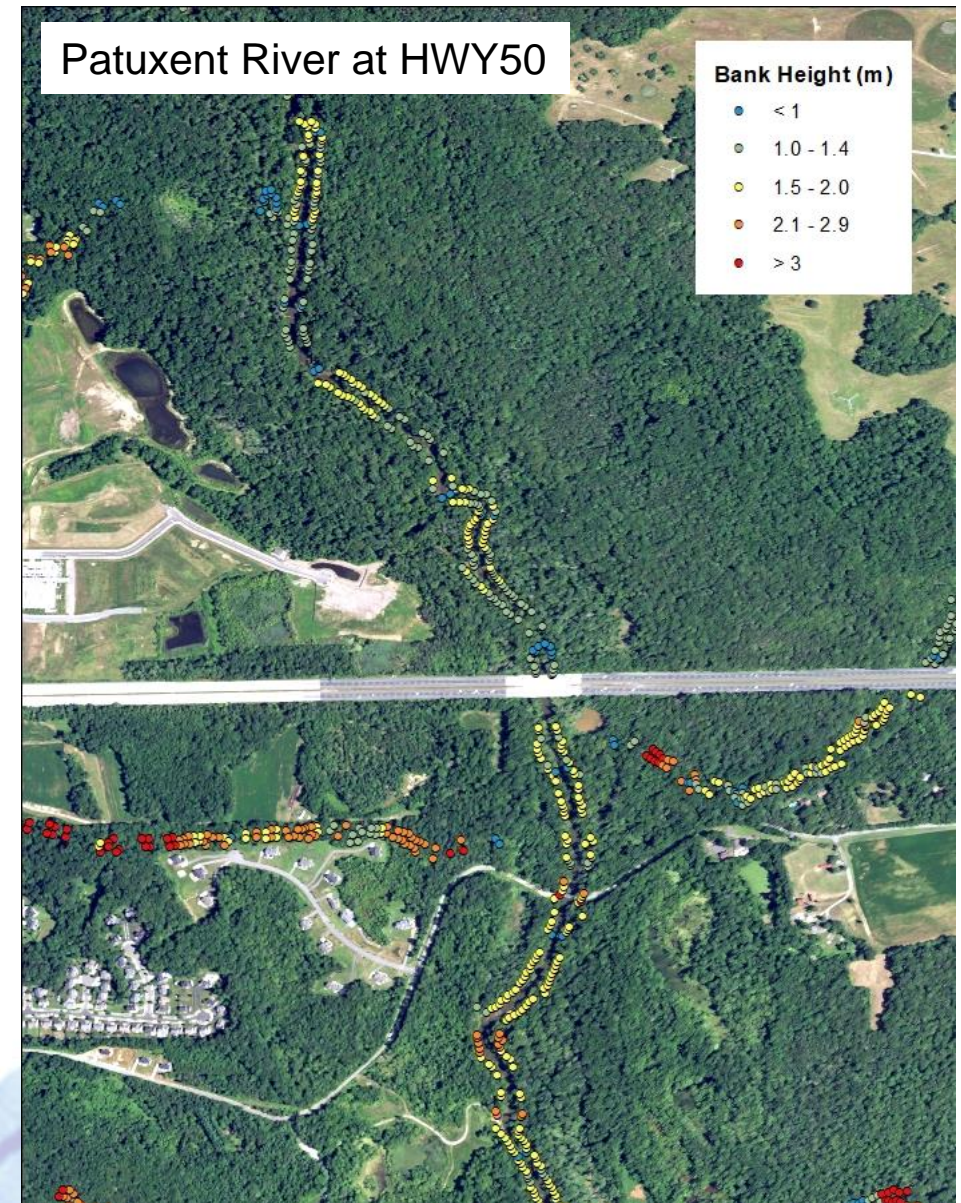 Patuxent River at HWY50
Bank Height (m)
< 1
1.0 - 1.4
1.5 - 2.0
2.1 - 2.9
> 3